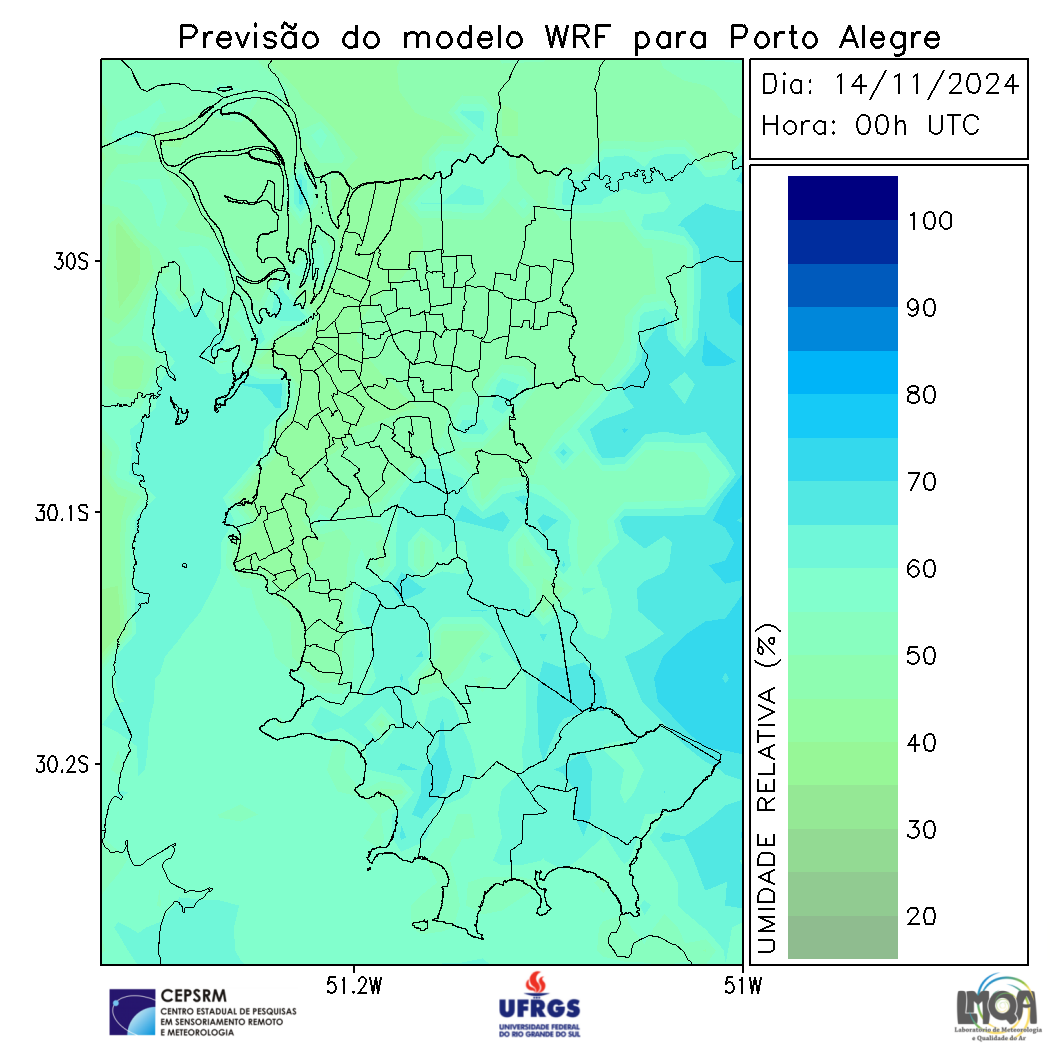 Previsão do modelo WRF para Porto Alegre
Dia: 14/11/2024
Hora: 00h UTC
30S
30.1S
30.2S
51.2W
51W
UMIDADE RELATIVA (%)
100
90
80
70
60
50
40
30
20
CEPSRM
CENTRO ESTADUAL DE PESQUISAS
EM SENSORIAMENTO REMOTO
E METEOROLOGIA
UFRGS
UNIVERSIDADE FEDERAL
DO RIO GRANDE DO SUL
LMQA
Laboratório de Meteorologia
e Qualidade do Ar